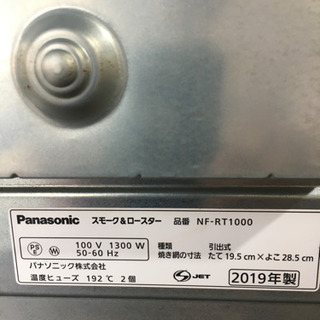 Panasonic スモーク&ロースター 品番 NF-RT1000
PS E 100 V 1300 W 種類 引出式
50-60 Hz 焼き網の寸法 たて 19.5 cm×よこ 28.5 cm
パナソニック株式会社
温度ヒューズ 192 ℃ 2 個 S JET 2019年製